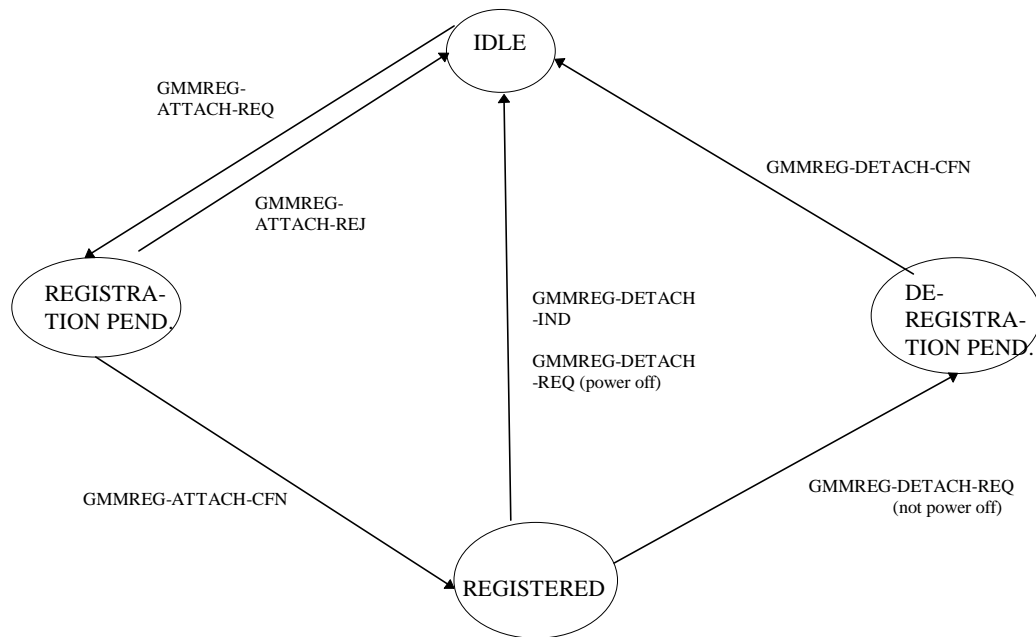 IDLE
GMMREG-
ATTACH-REQ
GMMREG-DETACH-CFN
GMMREG-
ATTACH-REJ
REGISTRA-
TION PEND.
GMMREG-DETACH
-IND
GMMREG-DETACH
-REQ (power off)
DE-
REGISTRA-
TION PEND.
GMMREG-ATTACH-CFN
GMMREG-DETACH-REQ
(not power off)
REGISTERED